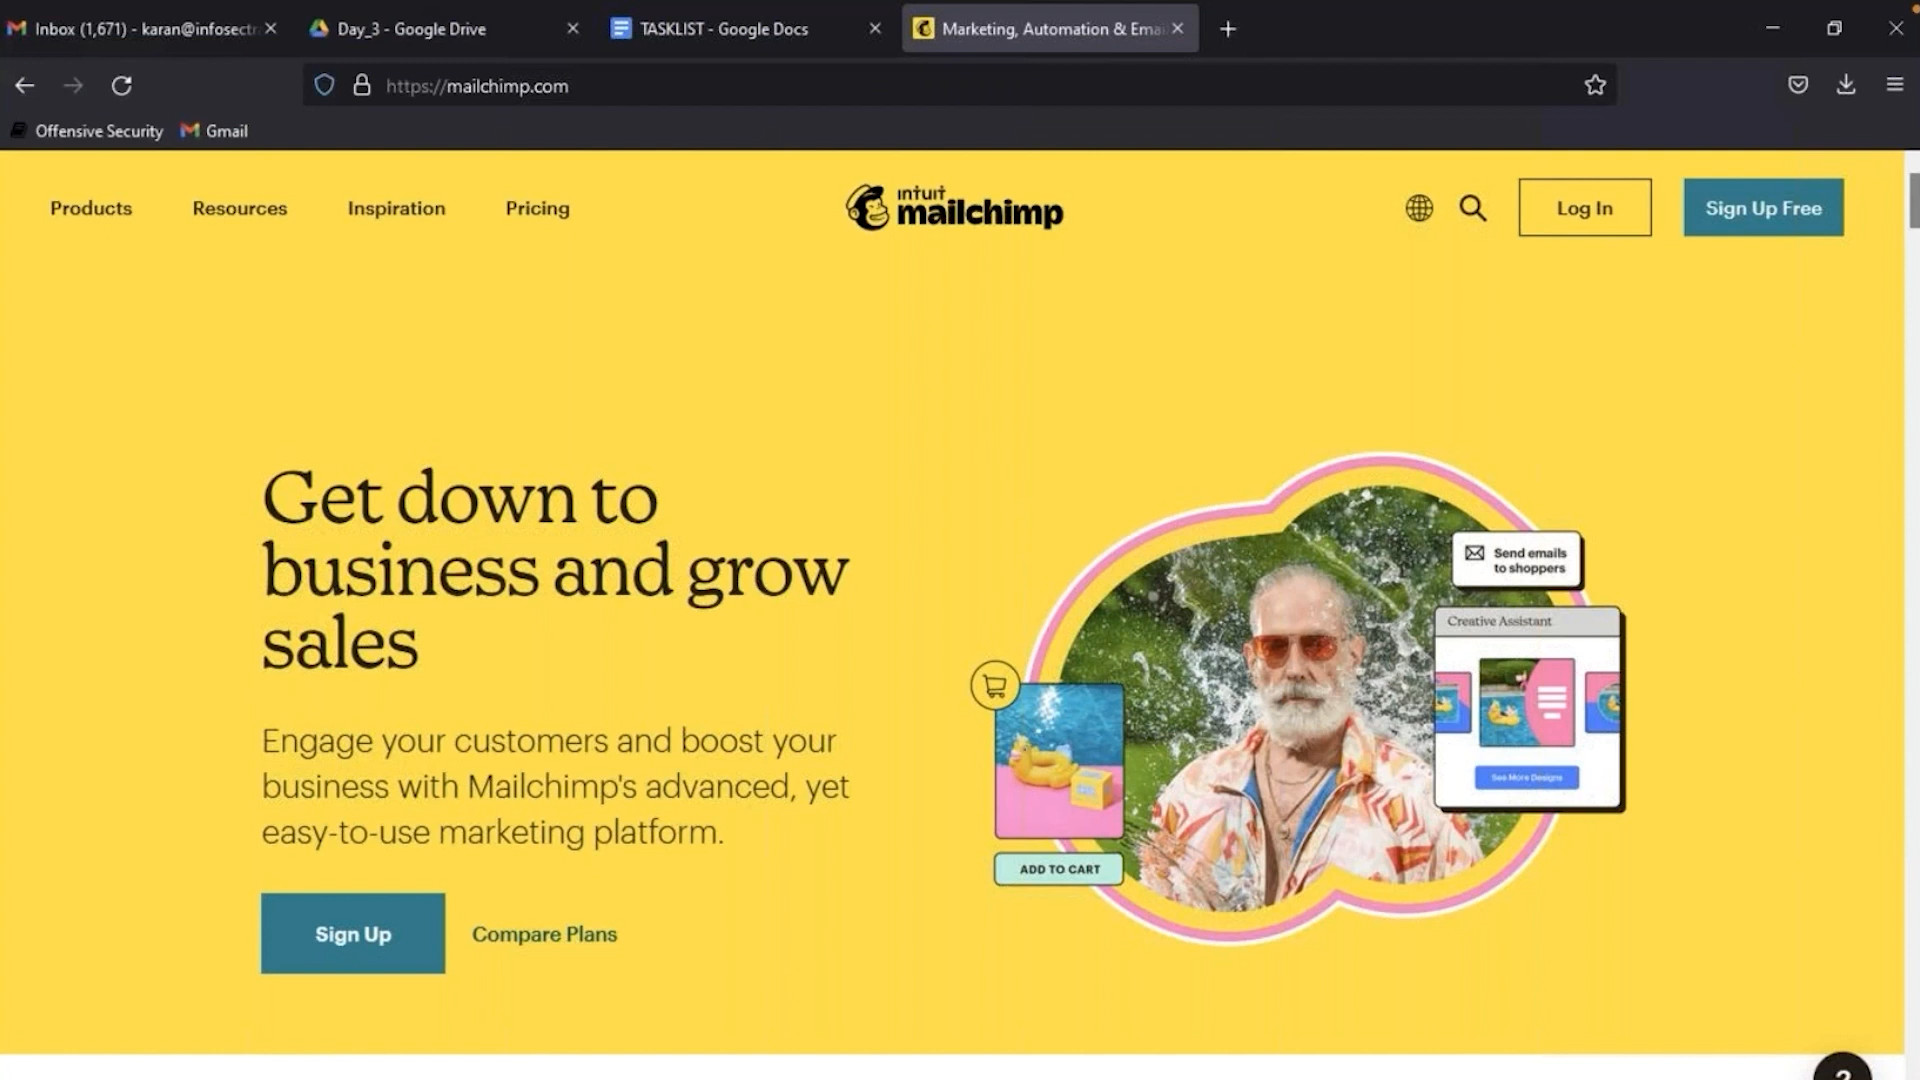 Inbox (1,671) - karan@infosectr
Day_3 - Google Drive
TASKLIST - Google Docs
Marketing, Automation & Emai
https://mailchimp.com
Offensive Security
Gmail
Products
Resources
Inspiration
Pricing
intuit
mailchimp
Log In
Sign Up Free
Get down to
business and grow
sales
Engage your customers and boost your
business with Mailchimp's advanced, yet
easy-to-use marketing platform.
Sign Up
Compare Plans
Send emails
to shoppers
Creative Assistant
See More Designs
ADD TO CART
?